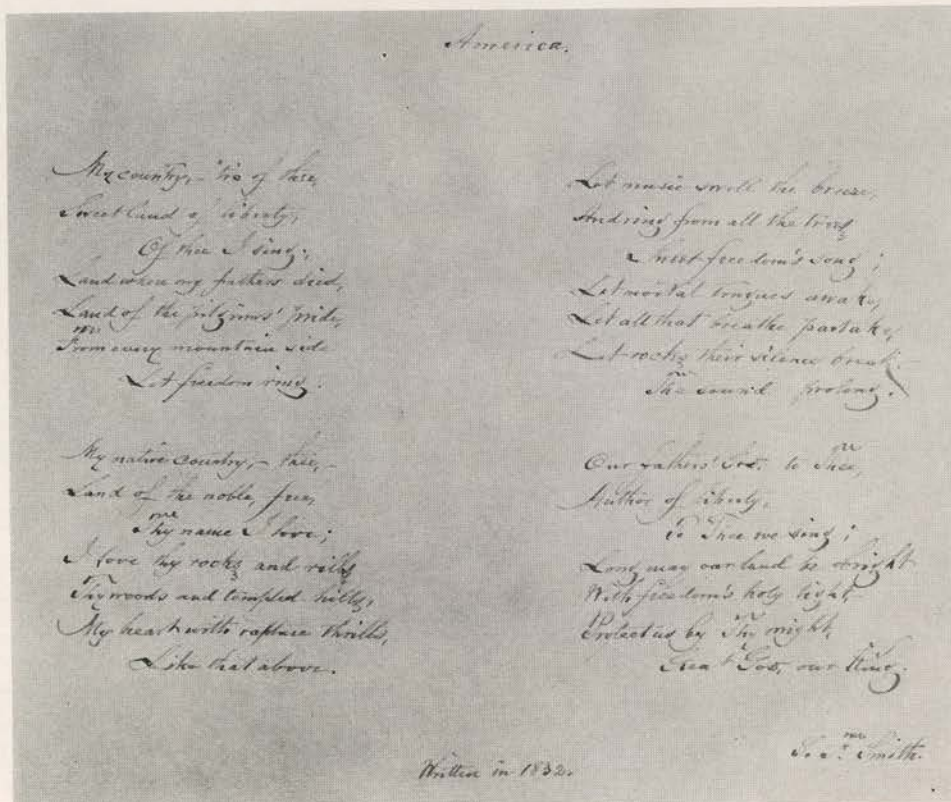 America.
My country,– 'tis of thee,
Sweet land of liberty,
Of thee I sing;
Land where my fathers died,
Land of the pilgrims' pride,
From every mountain side
Let freedom ring.
My native country,– thee,–
Land of the noble, free,
Thy name I love;
I love thy rocks and rills,
Thy woods and templed hills,
My heart with rapture thrills,
Like that above.
Let music swell the breeze,
And ring from all the trees
Sweet freedom's song;
Let mortal tongues awake,
Let all that breathe partake,
Let rocks their silence break–
The sound prolong.
Our fathers' God, to Thee,
Author of liberty,
To Thee we sing;
Long may our land be bright
With freedom's holy light,–
Protect us by Thy might,
Great God, our King.
Smith.
Written in 1832.